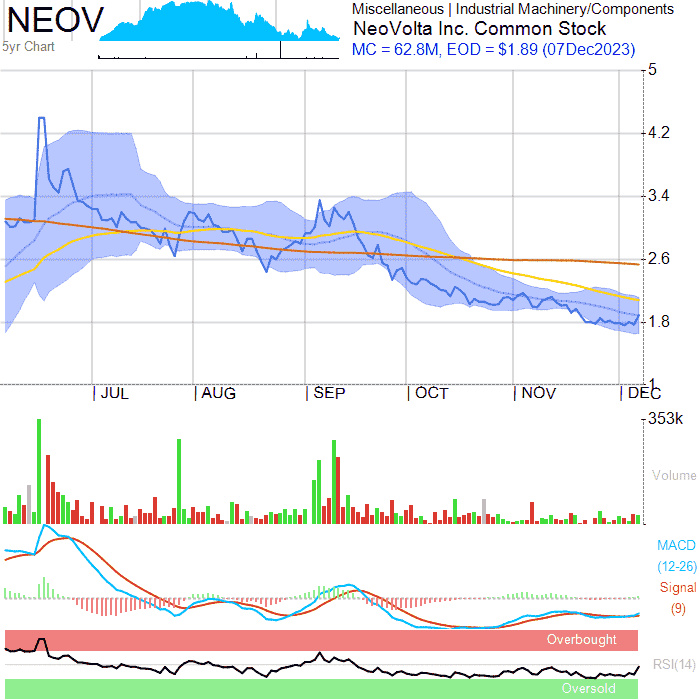 NEOV
5yr Chart
Miscellaneous | Industrial Machinery/Components
NeoVolta Inc. Common Stock
MC = 62.8M, EOD = $1.89 (07Dec2023)
5
4.2
3.4
2.6
1.8
1
JUL AUG SEP OCT NOV DEC
353k
Volume
MACD
(12-26)
Signal
(9)
Overbought
RSI(14)
Oversold